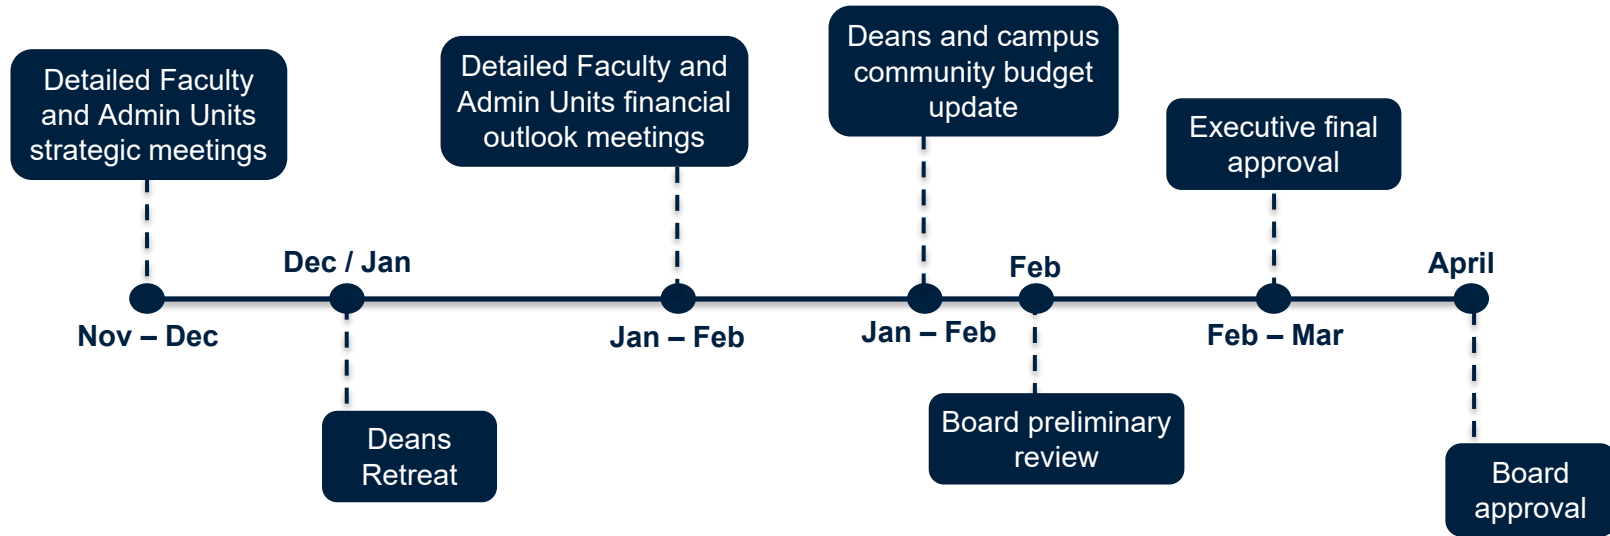 Detailed Faculty
and Admin Units
strategic meetings
Nov – Dec
Dec / Jan
Deans
Retreat
Detailed Faculty and
Admin Units financial
outlook meetings
Jan – Feb
Deans and campus
community budget
update
Jan – Feb
Feb
Board preliminary
review
Executive final
approval
Feb – Mar
April
Board
approval